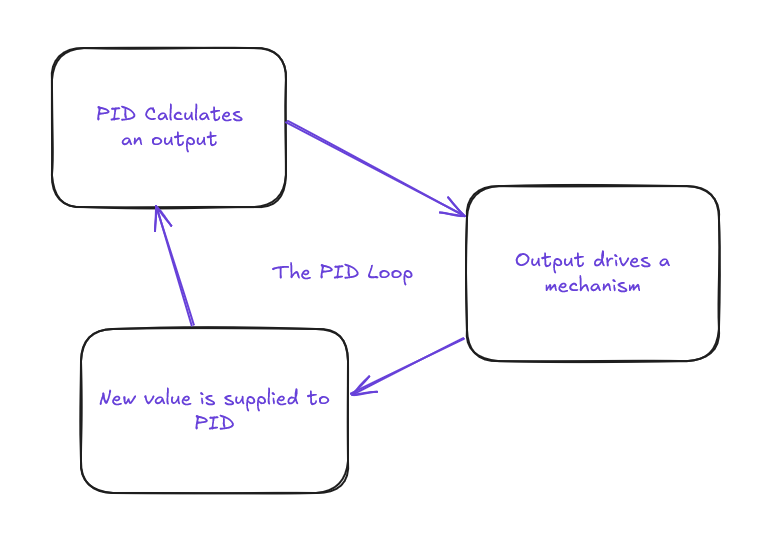 PID Calculates
an output
Output drives a
mechanism
The PID Loop
New value is supplied to
PID